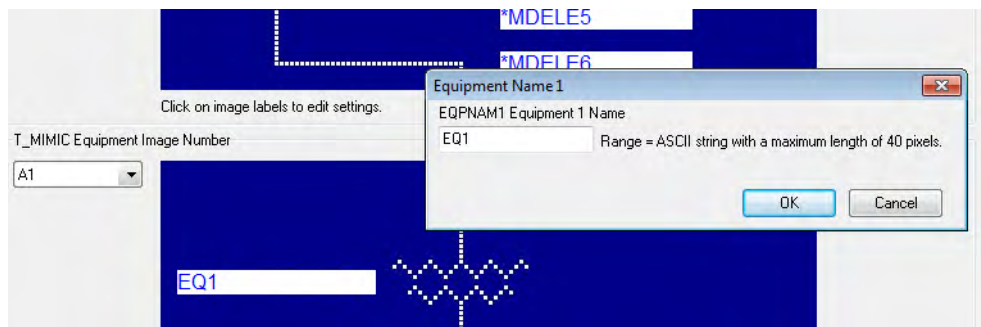 *MDELE5
*MDELE6
Equipment Name 1
Click on image labels to edit settings.
EQPNAM1 Equipment 1 Name
EQ1
Range = ASCII string with a maximum length of 40 pixels.
T_MIMIC Equipment Image Number
A1
OK
Cancel
EQ1